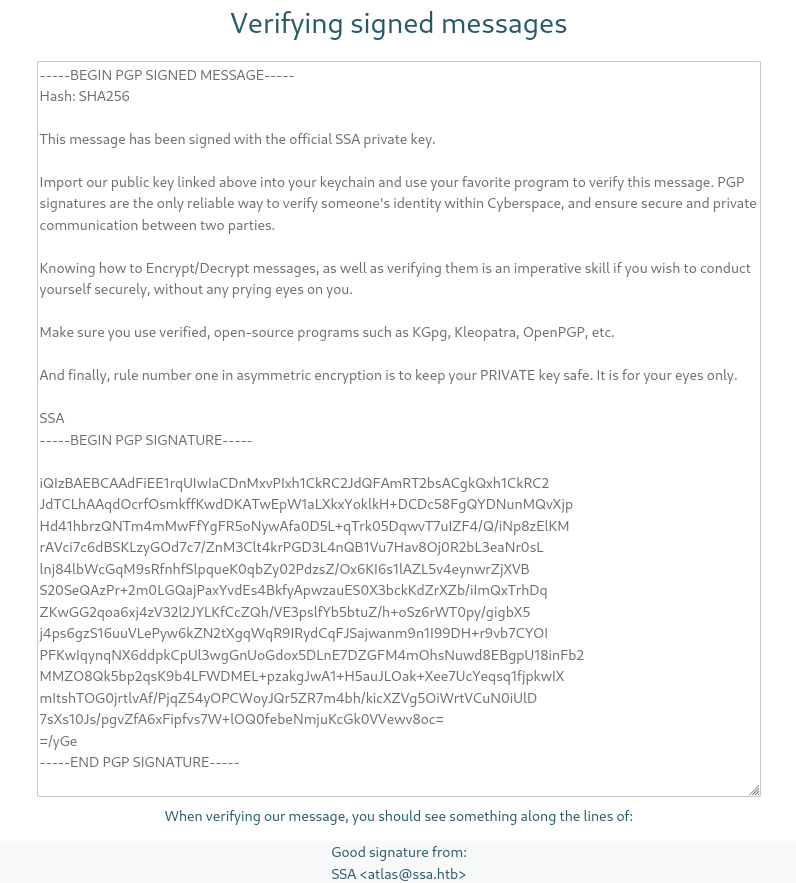 Verifying signed messages
-----BEGIN PGP SIGNED MESSAGE-----
Hash: SHA256
This message has been signed with the official SSA private key.
Import our public key linked above into your keychain and use your favorite program to verify this message. PGP
signatures are the only reliable way to verify someone's identity within Cyberspace, and ensure secure and private
communication between two parties.
Knowing how to Encrypt/Decrypt messages, as well as verifying them is an imperative skill if you wish to conduct
yourself securely, without any prying eyes on you.
Make sure you use verified, open-source programs such as KGpg, Kleopatra, OpenPGP, etc.
And finally, rule number one in asymmetric encryption is to keep your PRIVATE key safe. It is for your eyes only.
SSA
-----BEGIN PGP SIGNATURE-----
iQIzBAEBCAAdFiEE1rqUIwIaCDnMxvPIxh1CkRC2JdQFAmRT2bsACgkQxh1CkRC2
JdTCLhAAqdOcrfOsmkffKwdDKATwEpW1aLXkxYoklkH+DCDc58FgQYDNunMQvXjp
Hd41hbrzQNTm4mMwFfYgFR5oNywAfa0D5L+qTrk05DqwvT7uIZF4/Q/iNp8zElKM
rAVci7c6dBSKLzyGOd7c7/ZnM3Clt4krPGD3L4nQB1Vu7Hav8Oj0R2bL3eaNr0sL
lnj84lbWcGqM9sRfnhfSlpqueK0qbZy02PdzsZ/Ox6KI6s1lAZL5v4eynwrZjXVB
S20SeQAzPr+2m0LGQajPaxYvdEs4BkfyApwzauES0X3bckKdZrXZb/iImQxTrhDq
ZKwGG2qoa6xj4zV32l2JYLKfCcZQh/VE3pslfYb5btuZ/h+oSz6rWT0py/gigbX5
j4ps6gzS16uuVLePyw6kZN2tXgqWqR9IRydCqFJSajwanm9n1I99DH+r9vb7CYOI
PFKwIqynqNX6ddpkCpUl3wgGnUoGdox5DLnE7DZGFM4mOhsNuwd8EBgpU18inFb2
MMZO8Qk5bp2qsK9b4LFWDMEL+pzakgJwA1+H5auJLOak+Xee7UcYeqsq1fjpkwIX
mItshTOG0jrtlvAf/PjqZ54yOPCWoyJQr5ZR7m4bh/kicXZVg5OiWrtVCuN0iUlD
7sXs10Js/pgvZfA6xFipfvs7W+lOQ0febeNmjuKcGk0VVewv8oc=
=/yGe
-----END PGP SIGNATURE-----
When verifying our message, you should see something along the lines of:
Good signature from:
SSA <atlas@ssa.htb>